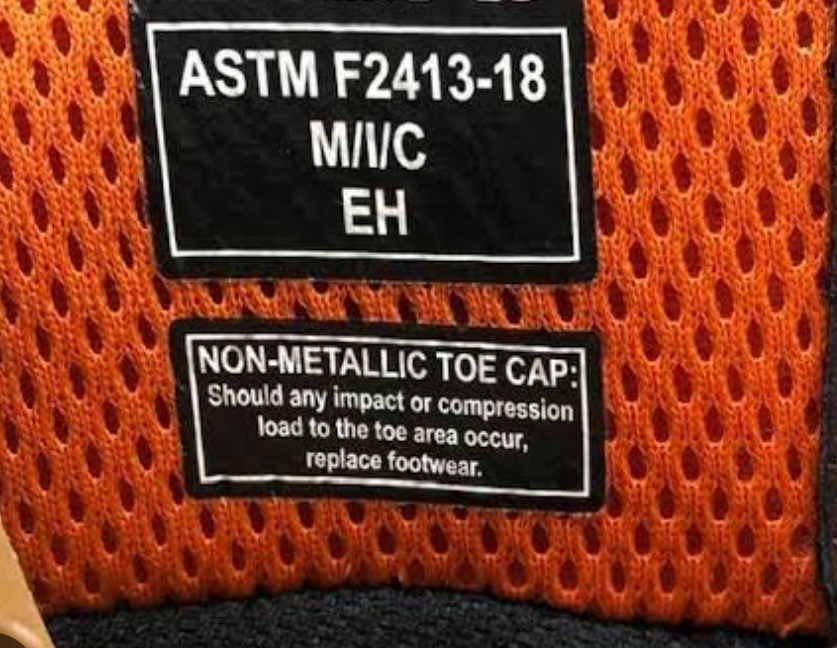 ASTM F2413-18
M/I/C
EH
NON-METALLIC TOE CAP:
Should any impact or compression
load to the toe area occur,
replace footwear.